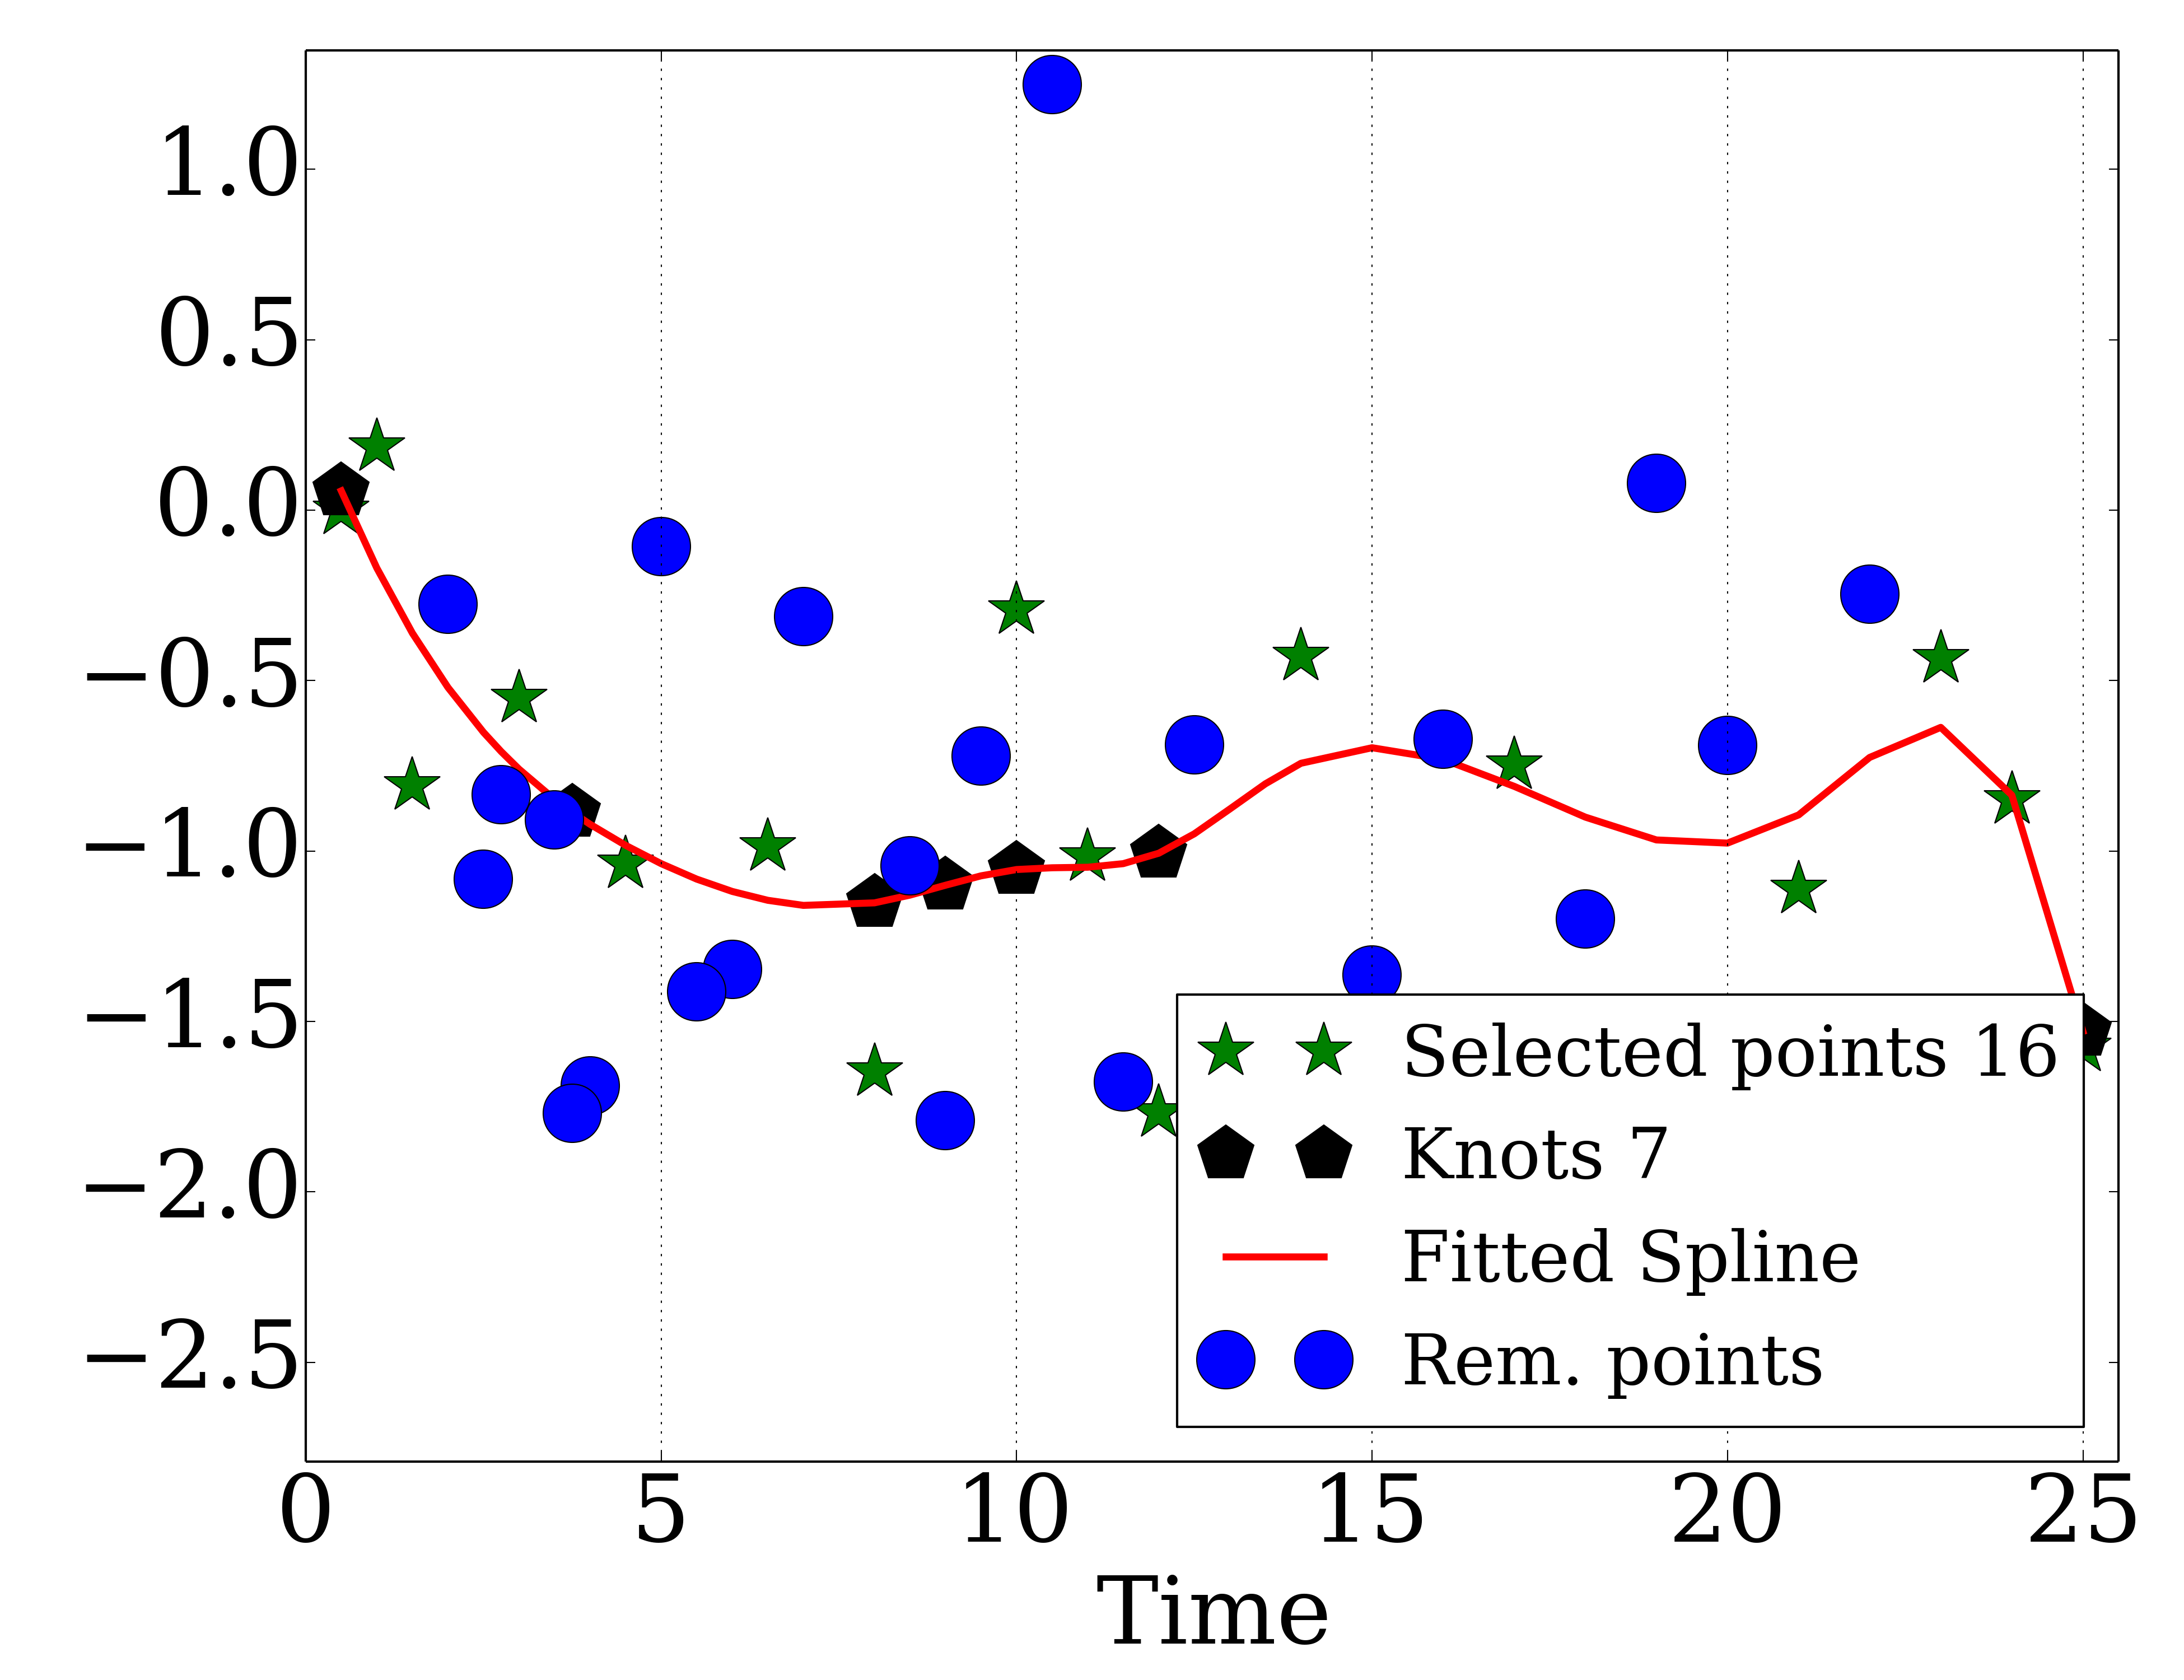 1.0
0.5
0.0
−0.5
−1.0
−1.5
−2.0
−2.5
Selected points 16
Knots 7
Fitted Spline
Rem. points
0 5 10 15 20 25
Time